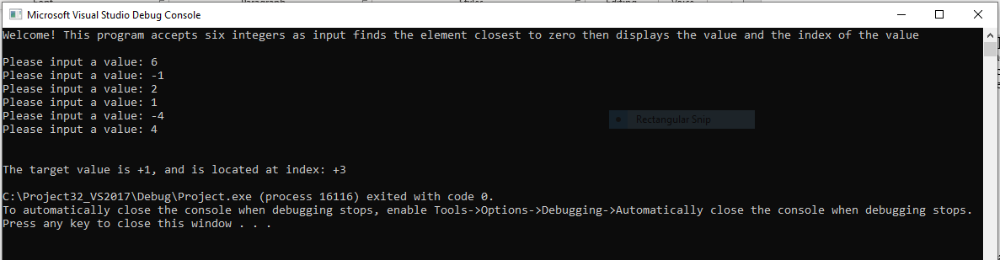 Microsoft Visual Studio Debug Console
Welcome! This program accepts six integers as input finds the element closest to zero then displays the value and the index of the value
Please input a value: 6
Please input a value: -1
Please input a value: 2
Please input a value: 1
Please input a value: -4
Please input a value: 4
Rectangular Snip
The target value is +1, and is located at index: +3
C:\Project32_VS2017\Debug\Project.exe (process 16116) exited with code 0.
To automatically close the console when debugging stops, enable Tools->Options->Debugging->Automatically close the console when debugging stops.
Press any key to close this window . . .